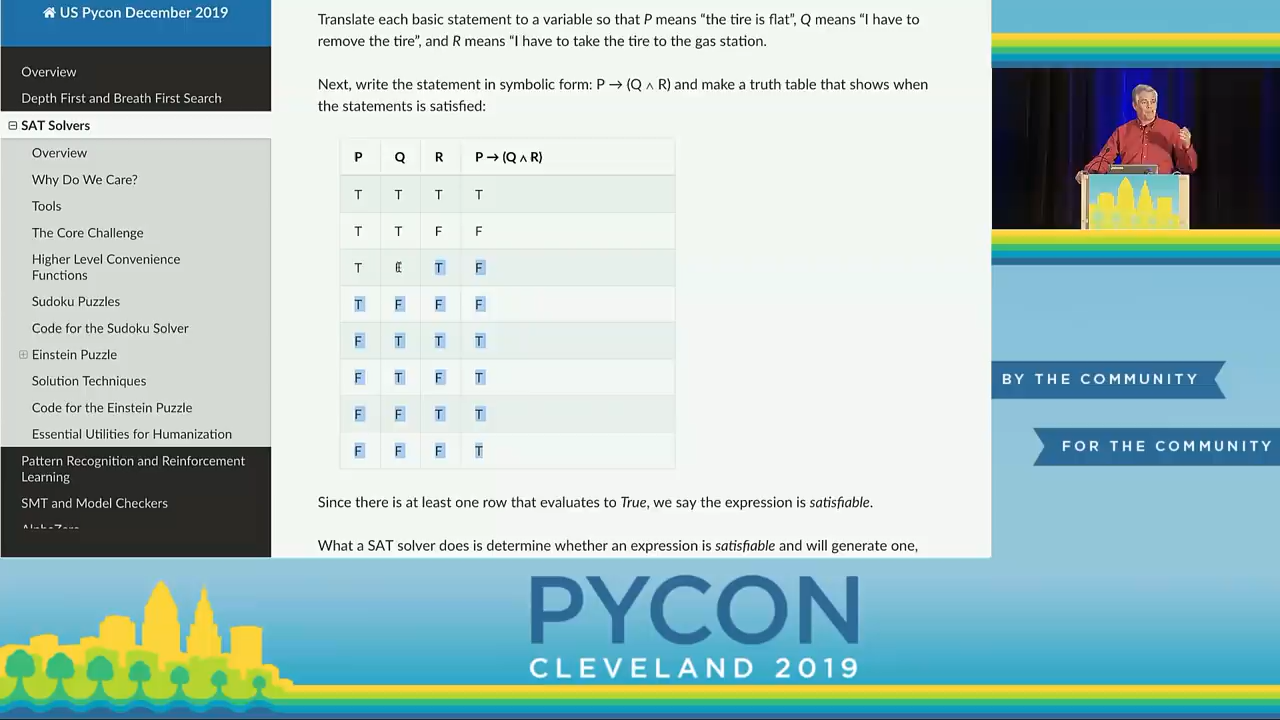 US Pycon December 2019
Overview
Depth First and Breath First Search
SAT Solvers
Overview
Why Do We Care?
Tools
The Core Challenge
Higher Level Convenience
Functions
Sudoku Puzzles
Code for the Sudoku Solver
Einstein Puzzle
Solution Techniques
Code for the Einstein Puzzle
Essential Utilities for Humanization
Pattern Recognition and Reinforcement
Learning
SMT and Model Checkers
AlphaZero
Translate each basic statement to a variable so that P means “the tire is flat”, Q means “I have to
remove the tire”, and R means “I have to take the tire to the gas station.
Next, write the statement in symbolic form: P → (Q ∧ R) and make a truth table that shows when
the statements is satisfied:
P Q R P → (Q ∧ R)
T T T T
T T F F
T F T F
T F F F
F T T T
F T F T
F F T T
F F F T
Since there is at least one row that evaluates to True, we say the expression is satisfiable.
What a SAT solver does is determine whether an expression is satisfiable and will generate one,
BY THE COMMUNITY
FOR THE COMMUNITY
PYCON
CLEVELAND 2019